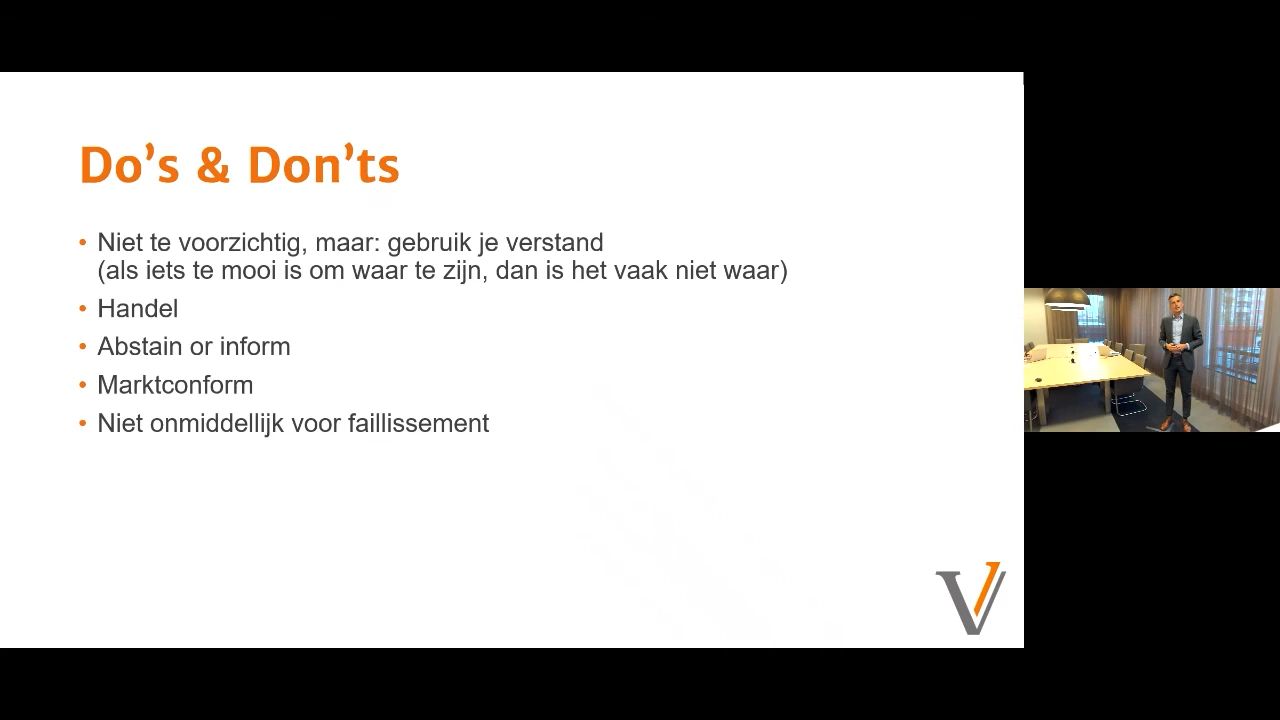 Do's & Don'ts
• Niet te voorzichtig, maar: gebruik je verstand
(als iets te mooi is om waar te zijn, dan is het vaak niet waar)
• Handel
• Abstain or inform
• Marktconform
• Niet onmiddellijk voor faillissement